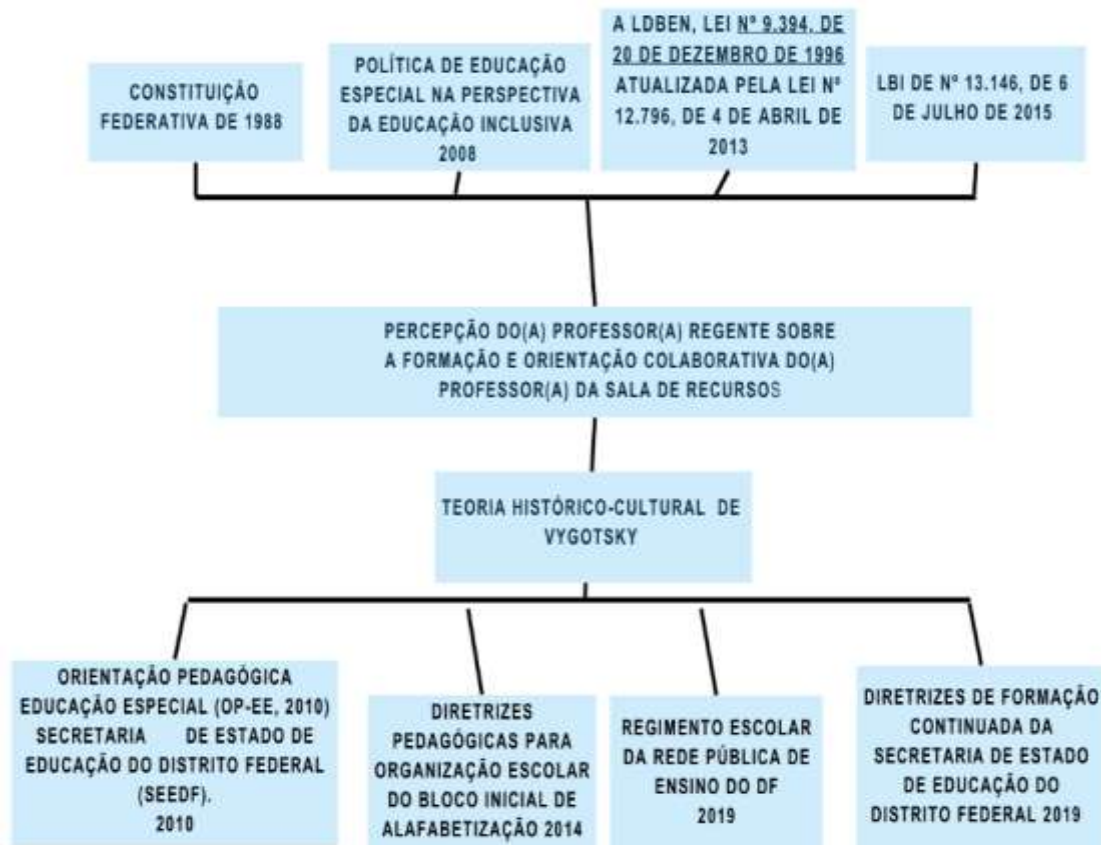 CONSTITUIÇÃO
FEDERATIVA DE 1988
POLÍTICA DE EDUCAÇÃO
ESPECIAL NA PERSPECTIVA
DA EDUCAÇÃO INCLUSIVA
2008
A LDBEN, LEI Nº 9.394, DE
20 DE DEZEMBRO DE 1996
ATUALIZADA PELA LEI Nº
12.796, DE 4 DE ABRIL DE
2013
LBI DE Nº 13.146, DE 6
DE JULHO DE 2015
PERCEPÇÃO DO(A) PROFESSOR(A) REGENTE SOBRE
A FORMAÇÃO E ORIENTAÇÃO COLABORATIVA DO(A)
PROFESSOR(A) DA SALA DE RECURSOS
TEORIA HISTÓRICO-CULTURAL DE
VYGOTSKY
ORIENTAÇÃO PEDAGÓGICA
EDUCAÇÃO ESPECIAL (OP-EE, 2010)
SECRETARIA DE ESTADO DE
EDUCAÇÃO DO DISTRITO FEDERAL
(SEEDF).
2010
DIRETRIZES
PEDAGÓGICAS PARA
ORGANIZAÇÃO ESCOLAR
DO BLOCO INICIAL DE
ALAFABETIZAÇÃO 2014
REGIMENTO ESCOLAR
DA REDE PÚBLICA DE
ENSINO DO DF
2019
DIRETRIZES DE FORMAÇÃO
CONTINUADA DA
SECRETARIA DE ESTADO
DE EDUCAÇÃO DO
DISTRITO FEDERAL 2019